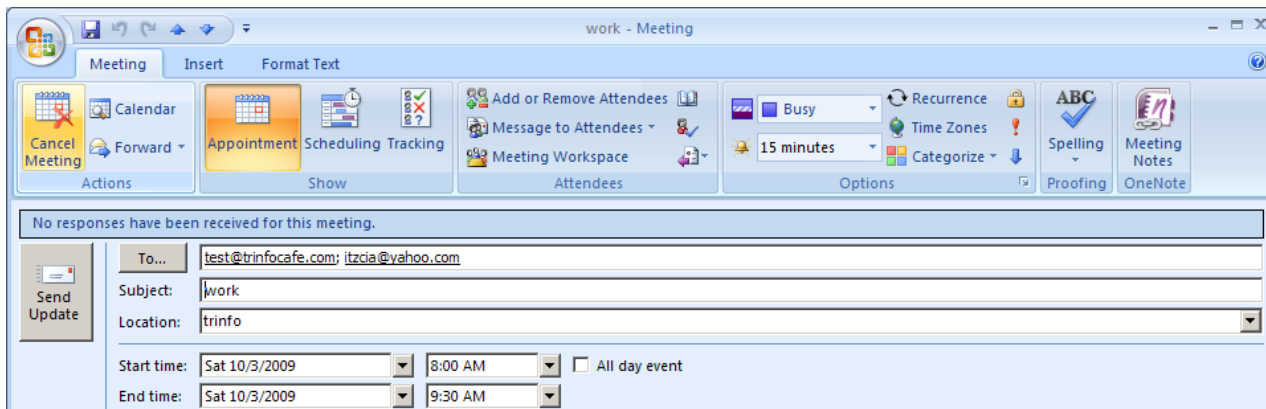 work - Meeting
Meeting Insert Format Text
Cancel Meeting
Calendar
Forward
Actions
Appointment Scheduling Tracking
Show
Add or Remove Attendees
Message to Attendees
Meeting Workspace
Attendees
Busy
15 minutes
Recurrence
Time Zones
Categorize
Options
ABC
Spelling
Proofing
Meeting Notes
OneNote
No responses have been received for this meeting.
Send Update
To... test@trinfocafe.com; itzcia@yahoo.com
Subject: work
Location: trinfo
Start time: Sat 10/3/2009 8:00 AM All day event
End time: Sat 10/3/2009 9:30 AM